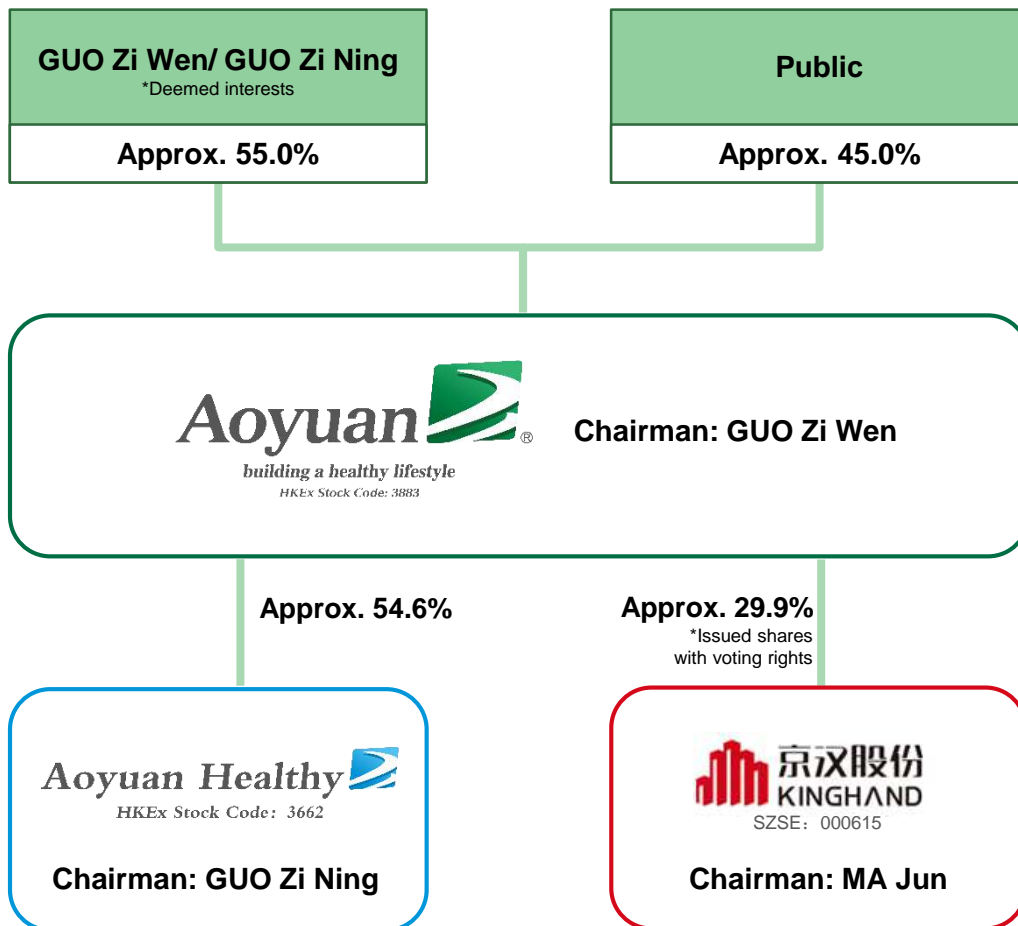 GUO Zi Wen/ GUO Zi Ning
*Deemed interests
Approx. 55.0%
Public
Approx. 45.0%
Aoyuan ®
building a healthy lifestyle
HKEx Stock Code: 3883
Chairman: GUO Zi Wen
Approx. 54.6%
Approx. 29.9%
*Issued shares
with voting rights
Aoyuan Healthy
HKEx Stock Code: 3662
Chairman: GUO Zi Ning
京汉股份
KINGHAND
SZSE：000615
Chairman: MA Jun